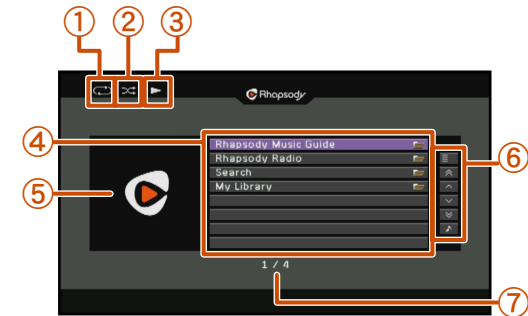 ① ② ③
Rhapsody
④
Rhapsody Music Guide
Rhapsody Radio
Search
My Library
⑤
⑥
1 / 4
⑦